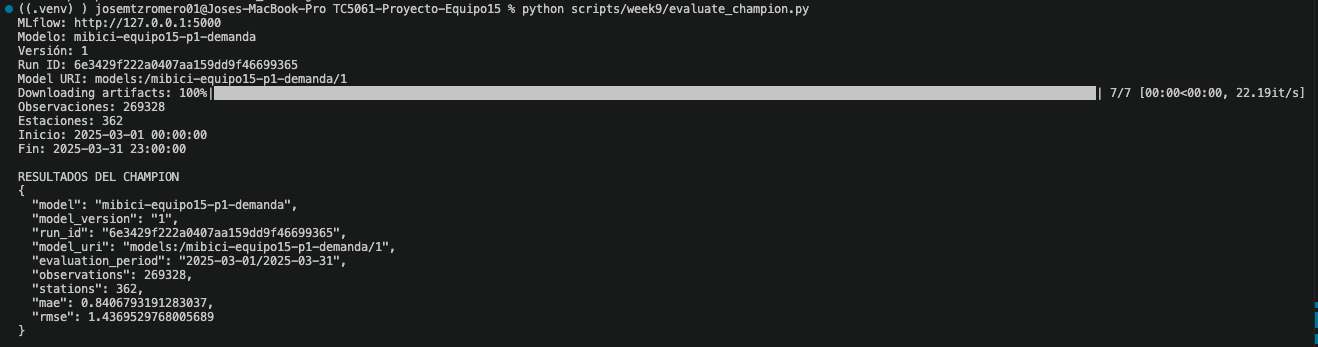 ((.venv) ) josemtzromero01@Joses-MacBook-Pro TC5061-Proyecto-Equipo15 % python scripts/week9/evaluate_champion.py
MLflow: http://127.0.0.1:5000
Modelo: mibici-equipo15-p1-demanda
Versión: 1
Run ID: 6e3429f222a0407aa159dd9f46699365
Model URI: models:/mibici-equipo15-p1-demanda/1
Downloading artifacts: 100%| | 7/7 [00:00<00:00, 22.19it/s]
Observaciones: 269328
Estaciones: 362
Inicio: 2025-03-01 00:00:00
Fin: 2025-03-31 23:00:00
RESULTADOS DEL CHAMPION
{
  "model": "mibici-equipo15-p1-demanda",
  "model_version": "1",
  "run_id": "6e3429f222a0407aa159dd9f46699365",
  "model_uri": "models:/mibici-equipo15-p1-demanda/1",
  "evaluation_period": "2025-03-01/2025-03-31",
  "observations": 269328,
  "stations": 362,
  "mae": 0.8406793191283037,
  "rmse": 1.4369529768005689
}